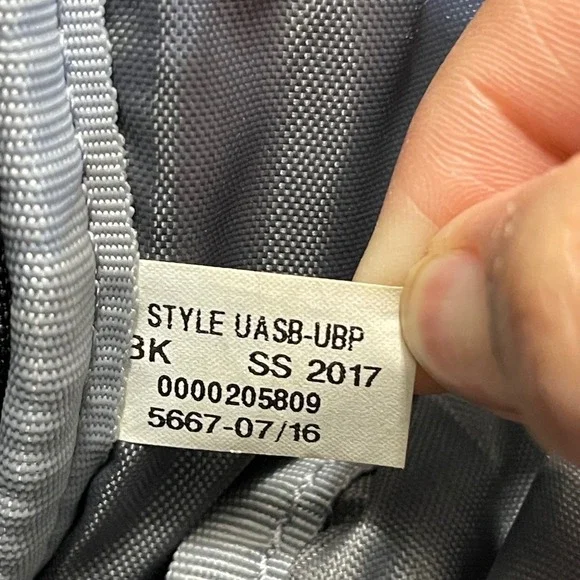 STYLE UASB-UBP
BK SS 2017
0000205809
5667-07/16